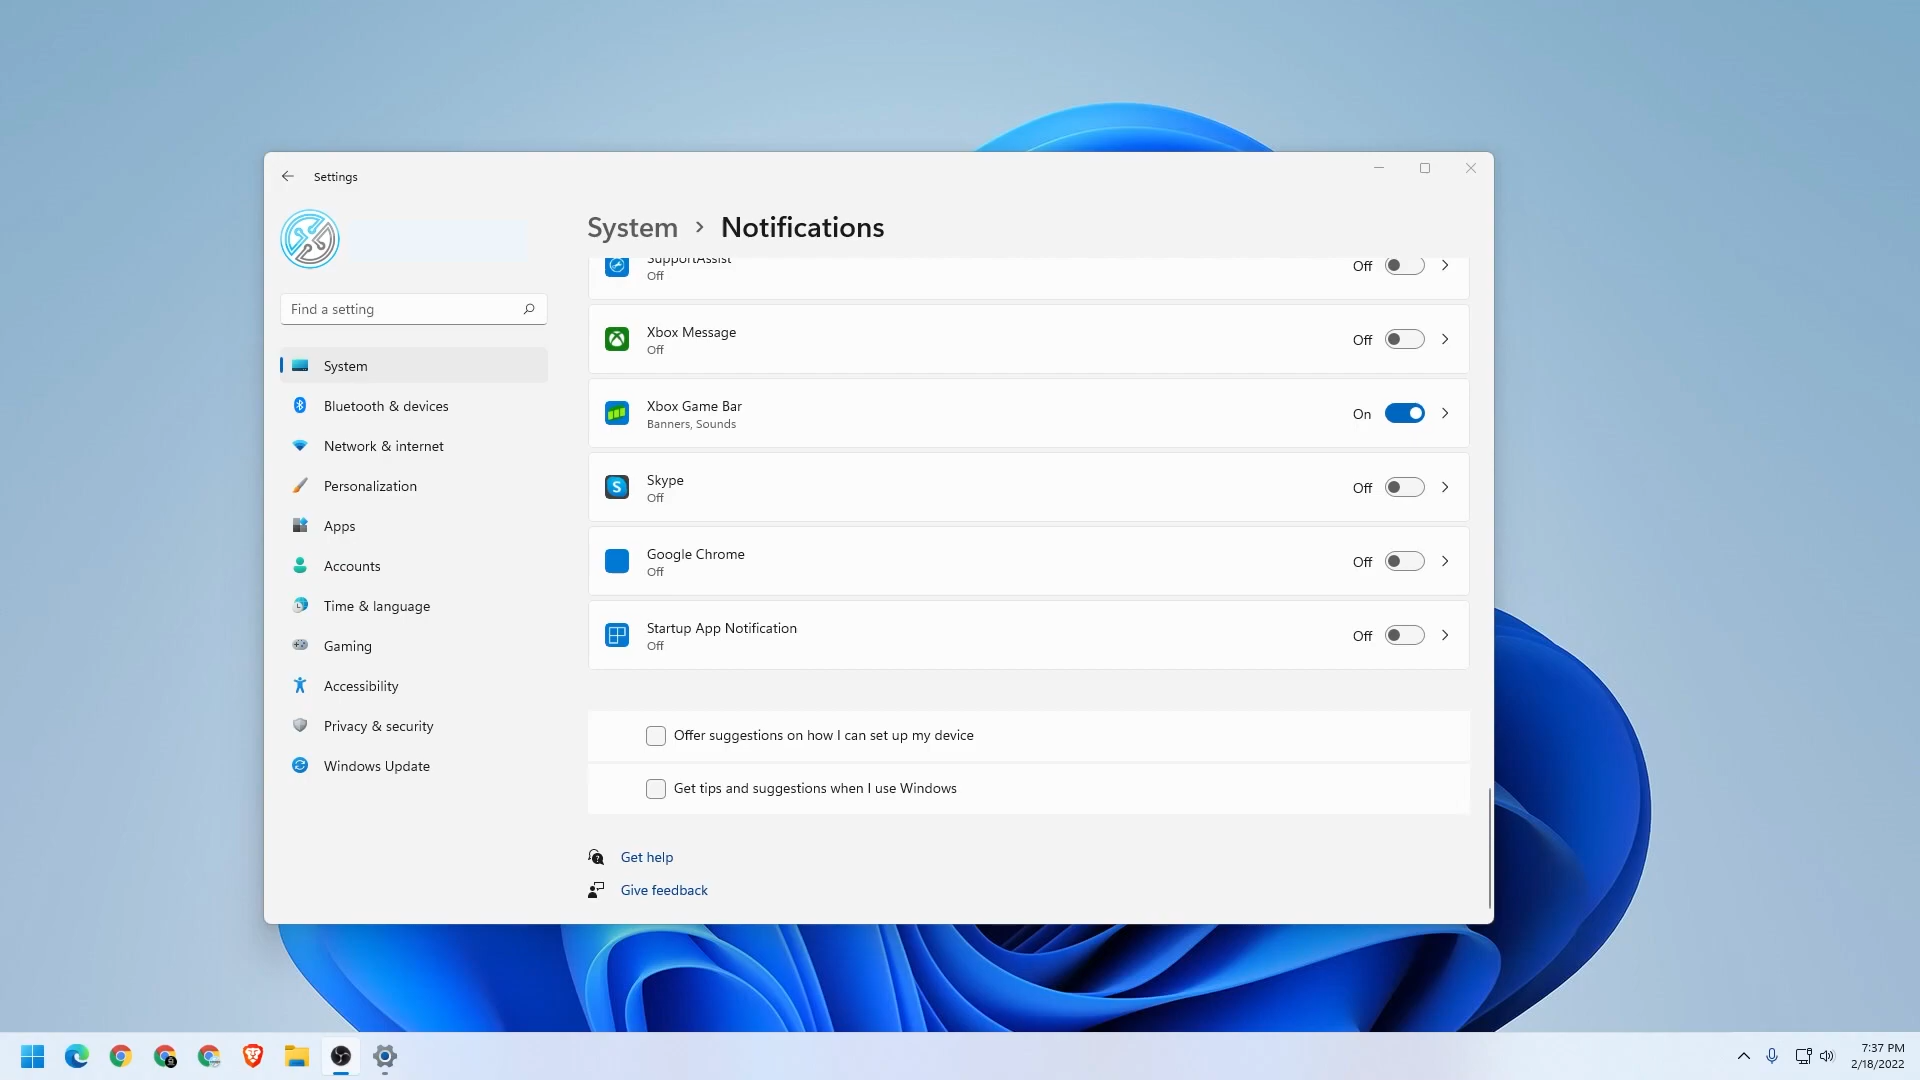 Settings
System > Notifications
Find a setting
System
Bluetooth & devices
Network & internet
Personalization
Apps
Accounts
Time & language
Gaming
Accessibility
Privacy & security
Windows Update
SupportAssist
Off
Off
Xbox Message
Off
Off
Xbox Game Bar
Banners, Sounds
On
Skype
Off
Off
Google Chrome
Off
Off
Startup App Notification
Off
Off
Offer suggestions on how I can set up my device
Get tips and suggestions when I use Windows
Get help
Give feedback
7:37 PM
2/18/2022